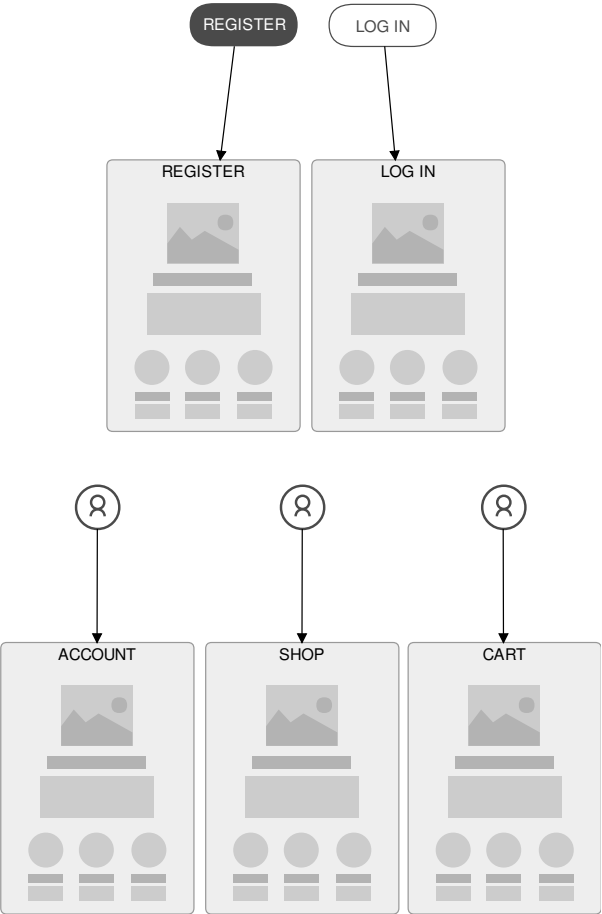 REGISTER
LOG IN
REGISTER
LOG IN
ACCOUNT
SHOP
CART